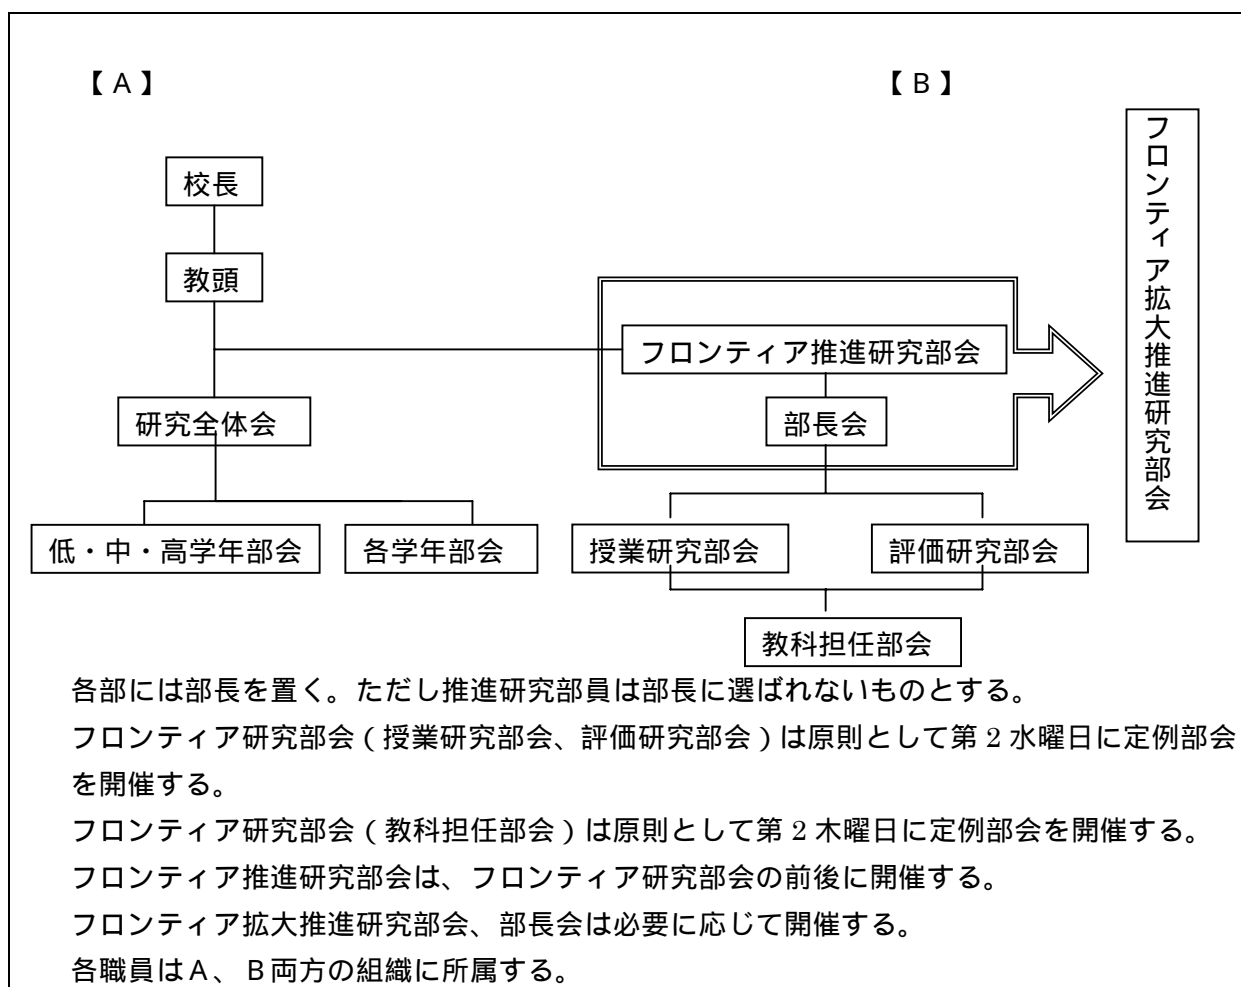 【A】
【B】
校長
教頭
フロンティア推進研究部会
研究全体会
部長会
フロンティア拡大推進研究部会
低・中・高学年部会
各学年部会
授業研究部会
評価研究部会
教科担任部会
各部には部長を置く。ただし推進研究部員は部長に選ばれないものとする。
フロンティア研究部会(授業研究部会、評価研究部会)は原則として第2水曜日に定例部会
を開催する。
フロンティア研究部会(教科担任部会)は原則として第2木曜日に定例部会を開催する。
フロンティア推進研究部会は、フロンティア研究部会の前後に開催する。
フロンティア拡大推進研究部会、部長会は必要に応じて開催する。
各職員はA、B両方の組織に所属する。